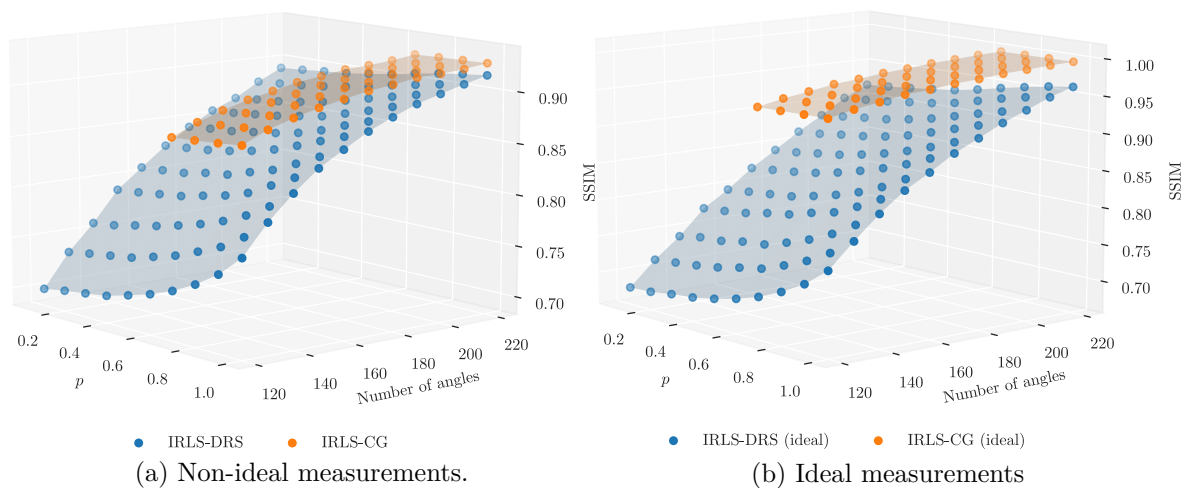 0.90
0.85
0.80
0.75
0.70
SSIM
0.2
0.4
0.6
0.8
1.0
p
120
140
160
180
200
220
Number of angles
IRLS-DRS
IRLS-CG
(a) Non-ideal measurements.
1.00
0.95
0.90
0.85
0.80
0.75
0.70
SSIM
0.2
0.4
0.6
0.8
1.0
p
120
140
160
180
200
220
Number of angles
IRLS-DRS (ideal)
IRLS-CG (ideal)
(b) Ideal measurements